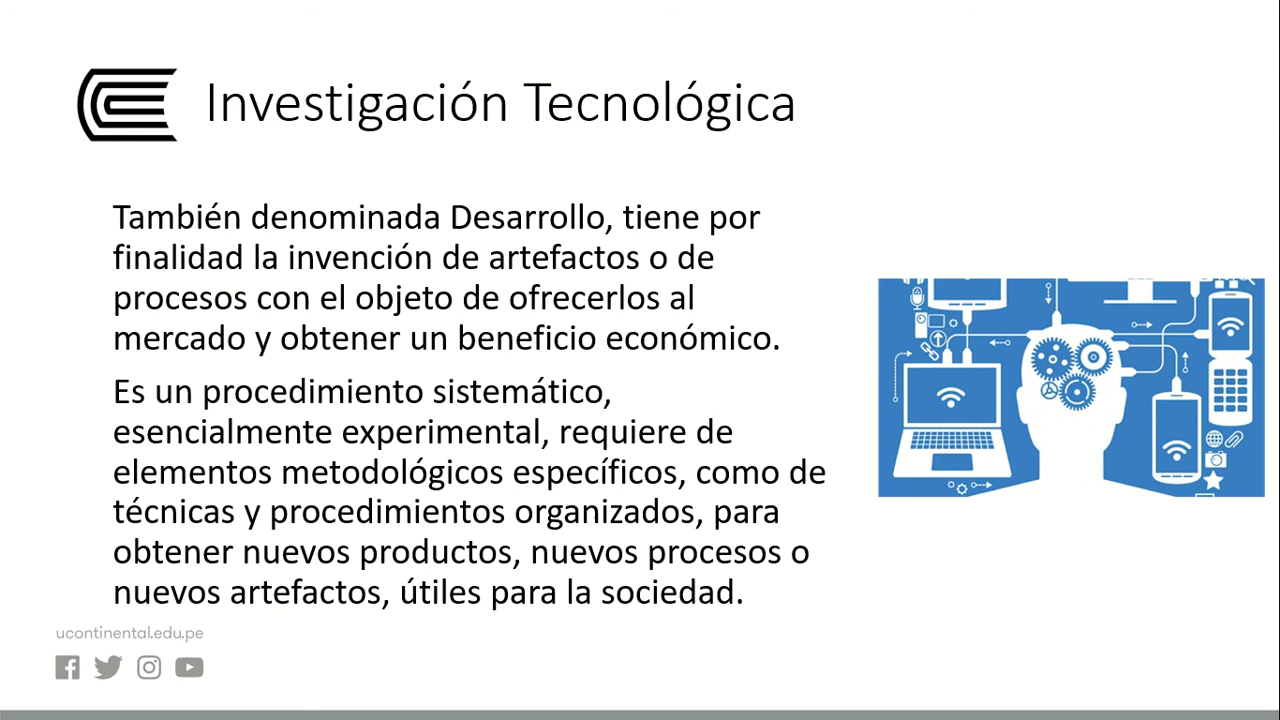 Investigación Tecnológica
También denominada Desarrollo, tiene por
finalidad la invención de artefactos o de
procesos con el objeto de ofrecerlos al
mercado y obtener un beneficio económico.
Es un procedimiento sistemático,
esencialmente experimental, requiere de
elementos metodológicos específicos, como de
técnicas y procedimientos organizados, para
obtener nuevos productos, nuevos procesos o
nuevos artefactos, útiles para la sociedad.
ucontinental.edu.pe